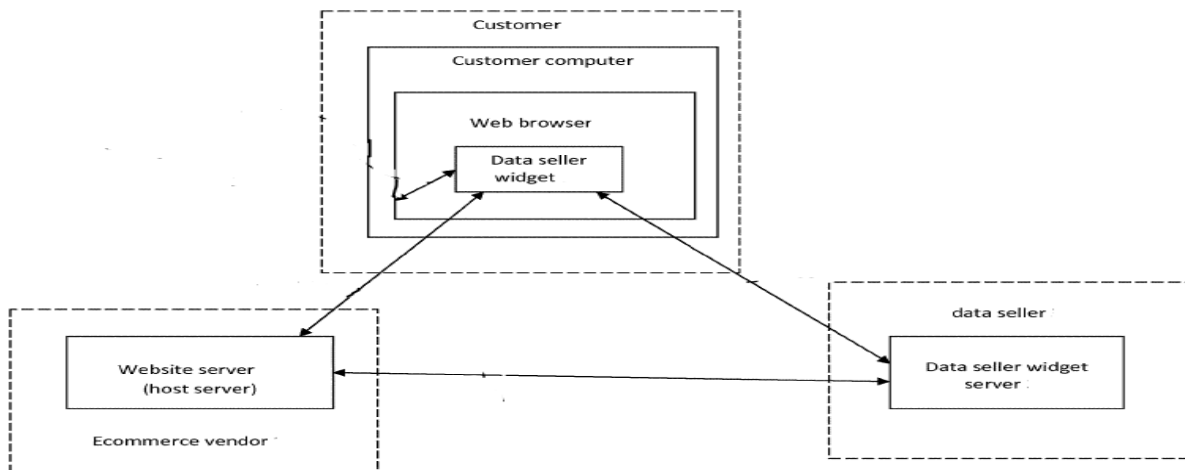 Customer
Customer computer
Web browser
Data seller
widget
data seller
Website server
(host server)
Data seller widget
server
Ecommerce vendor